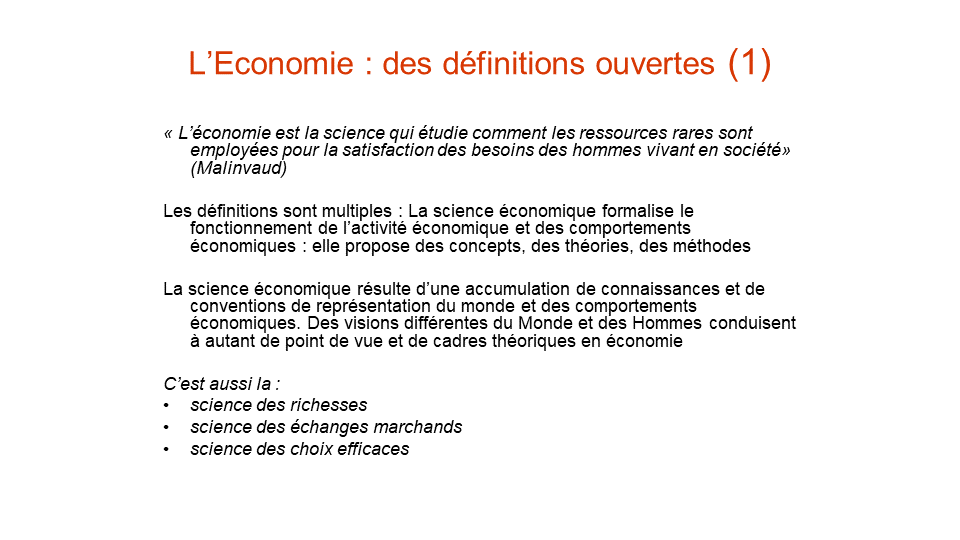 L’Economie : des définitions ouvertes (1)
« L’économie est la science qui étudie comment les ressources rares sont
employées pour la satisfaction des besoins des hommes vivant en société»
(Malinvaud)
Les définitions sont multiples : La science économique formalise le
fonctionnement de l’activité économique et des comportements
économiques : elle propose des concepts, des théories, des méthodes
La science économique résulte d’une accumulation de connaissances et de
conventions de représentation du monde et des comportements
économiques. Des visions différentes du Monde et des Hommes conduisent
à autant de point de vue et de cadres théoriques en économie
C’est aussi la :
• science des richesses
• science des échanges marchands
• science des choix efficaces